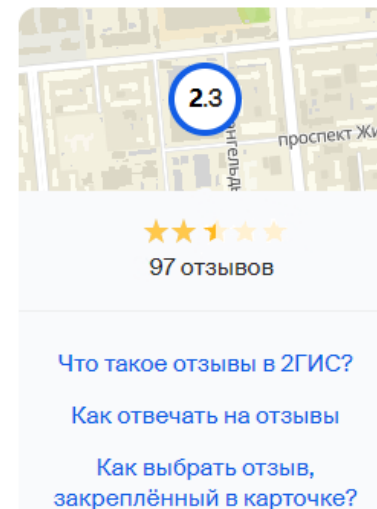 2.3
нгельдь
проспект Жи
97 отзывов
Что такое отзывы в 2ГИС?
Как отвечать на отзывы
Как выбрать отзыв,
закреплённый в карточке?